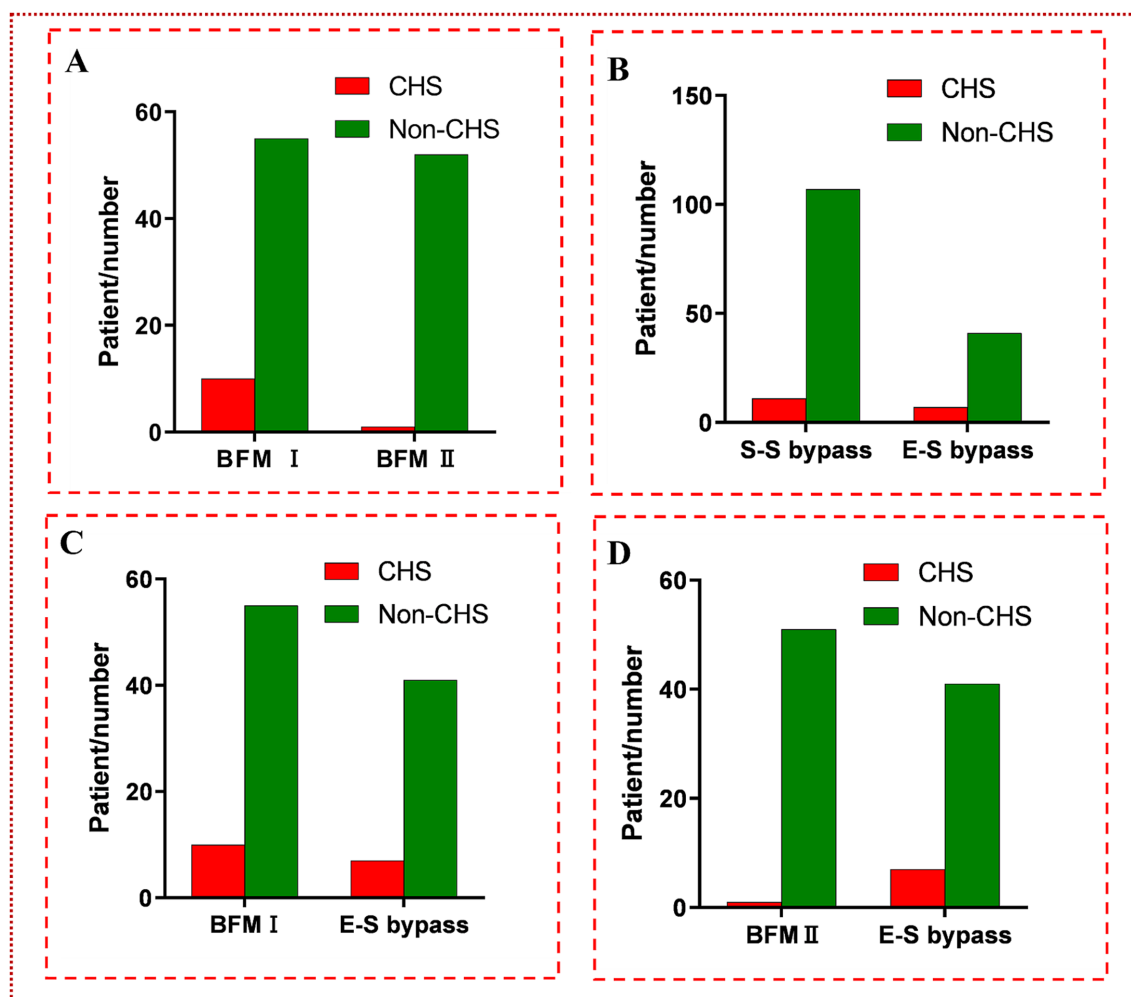 A
CHS
Non-CHS
Patient/number
60
40
20
0
BFM Ⅰ
BFM Ⅱ
B
CHS
Non-CHS
Patient/number
150
100
50
0
S-S bypass
E-S bypass
C
CHS
Non-CHS
Patient/number
60
40
20
0
BFM Ⅰ
E-S bypass
D
CHS
Non-CHS
Patient/number
60
40
20
0
BFM Ⅱ
E-S bypass